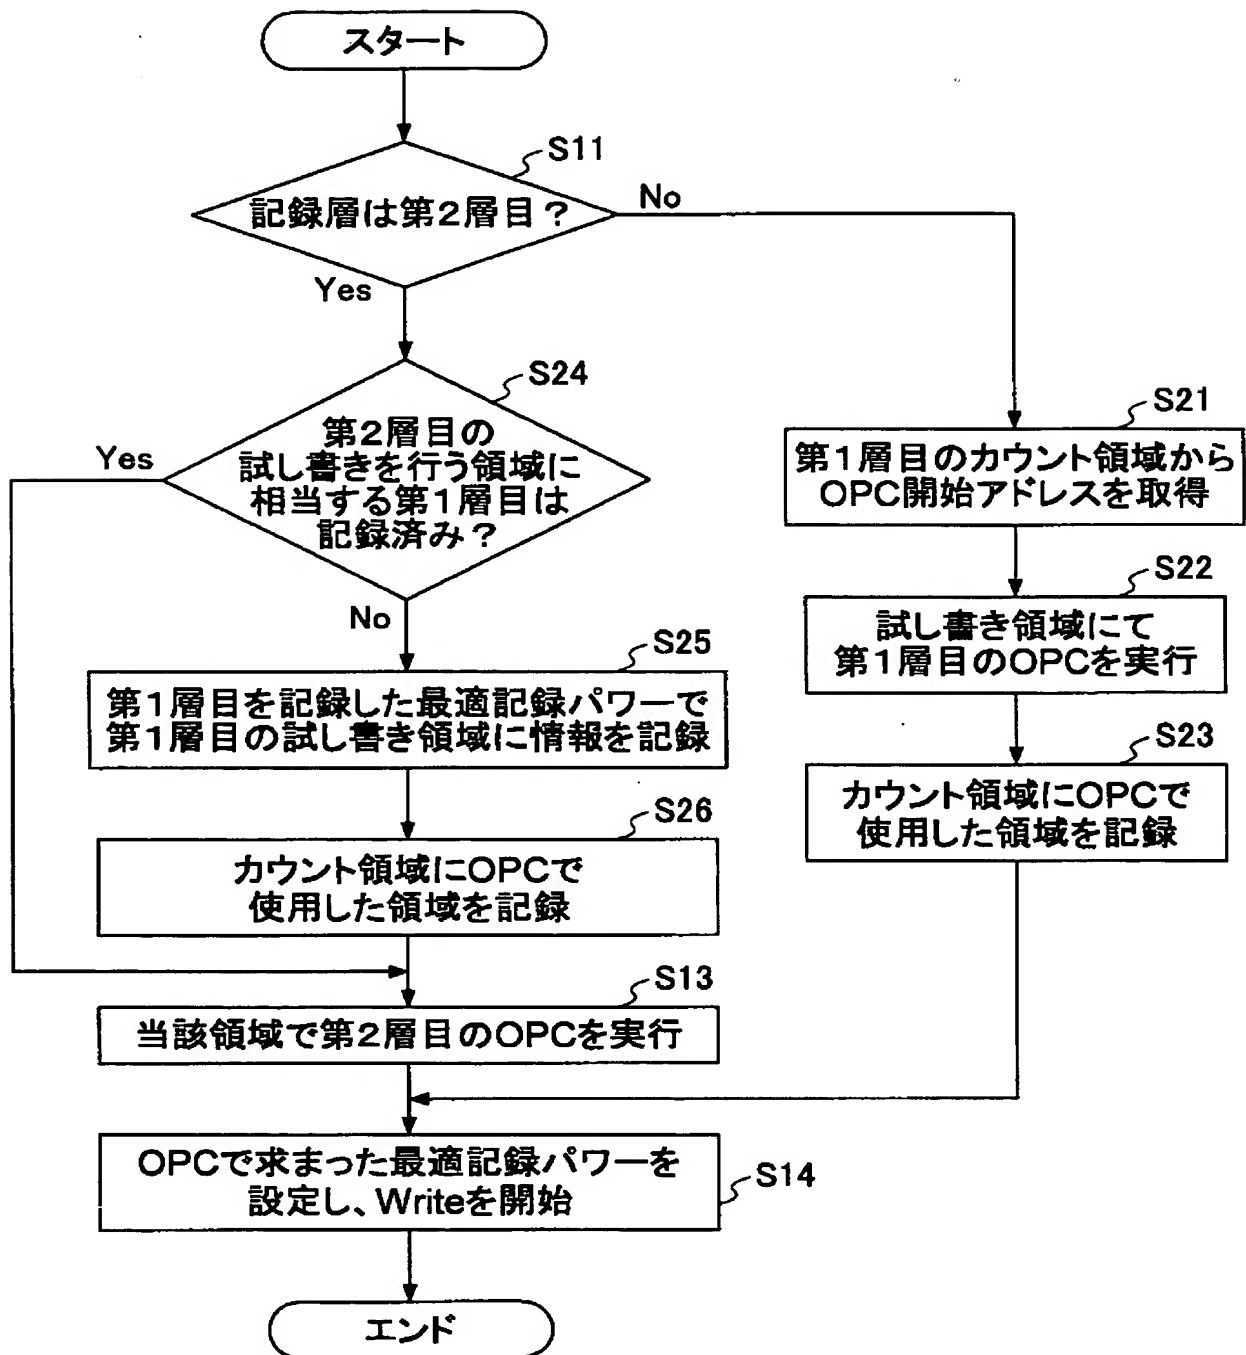 スタート
S11
記録層は第2層目？
No
Yes
S24
第2層目の
試し書きを行う領域に
相当する第1層目は
記録済み？
Yes
No
S21
第1層目のカウント領域から
OPC開始アドレスを取得
S22
試し書き領域にて
第1層目のOPCを実行
S23
カウント領域にOPCで
使用した領域を記録
S25
第1層目を記録した最適記録パワーで
第1層目の試し書き領域に情報を記録
S26
カウント領域にOPCで
使用した領域を記録
S13
当該領域で第2層目のOPCを実行
OPCで求まった最適記録パワーを
設定し、Writeを開始
S14
エンド